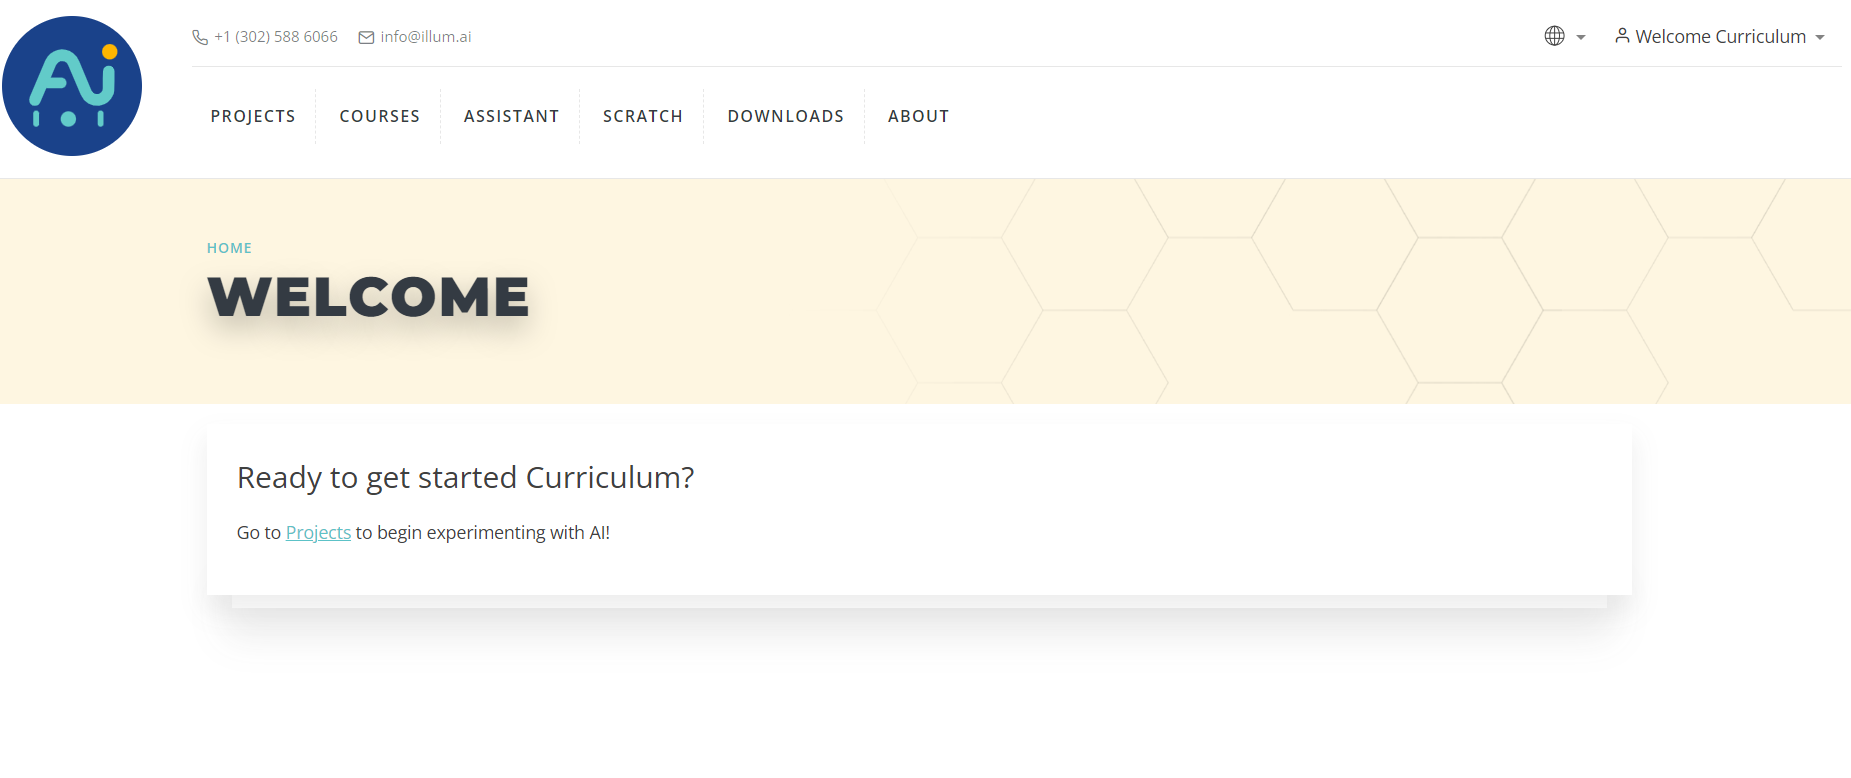 Ai
+1 (302) 588 6066 info@illum.ai Welcome Curriculum
PROJECTS COURSES ASSISTANT SCRATCH DOWNLOADS ABOUT
HOME
WELCOME
Ready to get started Curriculum?
Go to Projects to begin experimenting with AI!